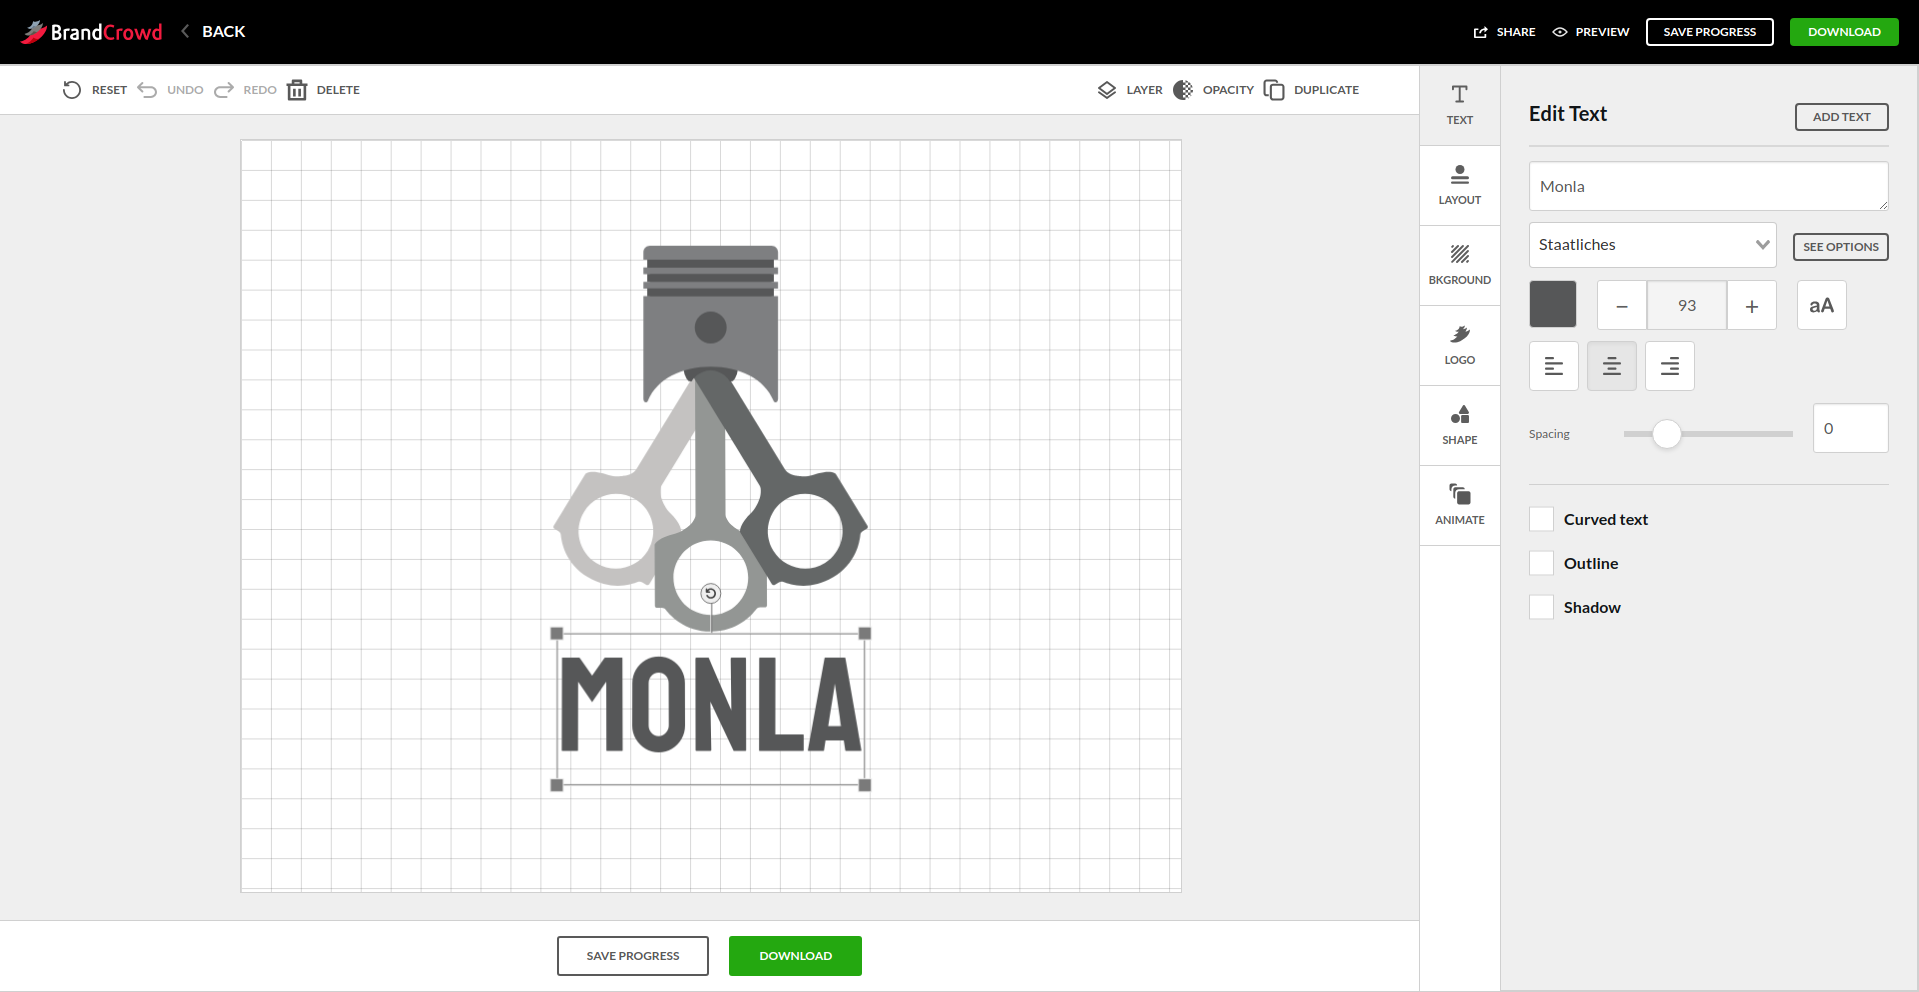 BrandCrowd BACK SHARE PREVIEW SAVE PROGRESS DOWNLOAD
RESET UNDO REDO DELETE LAYER OPACITY DUPLICATE
MONLA
SAVE PROGRESS DOWNLOAD
TEXT
LAYOUT
BKGROUND
LOGO
SHAPE
ANIMATE
Edit Text ADD TEXT
Monla
Staatliches SEE OPTIONS
− 93 + aA
Spacing 0
Curved text
Outline
Shadow